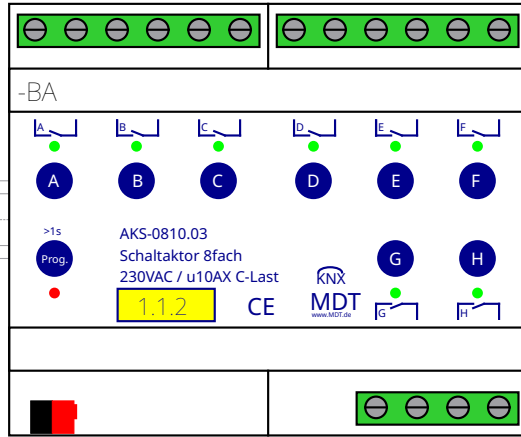 -BA
A B C D E F
A B C D E F
>1s
Prog.
AKS-0810.03
Schaltaktor 8fach
230VAC / u10AX C-Last
1.1.2
CE
KNX
MDT
www.MDT.de
G H
G H